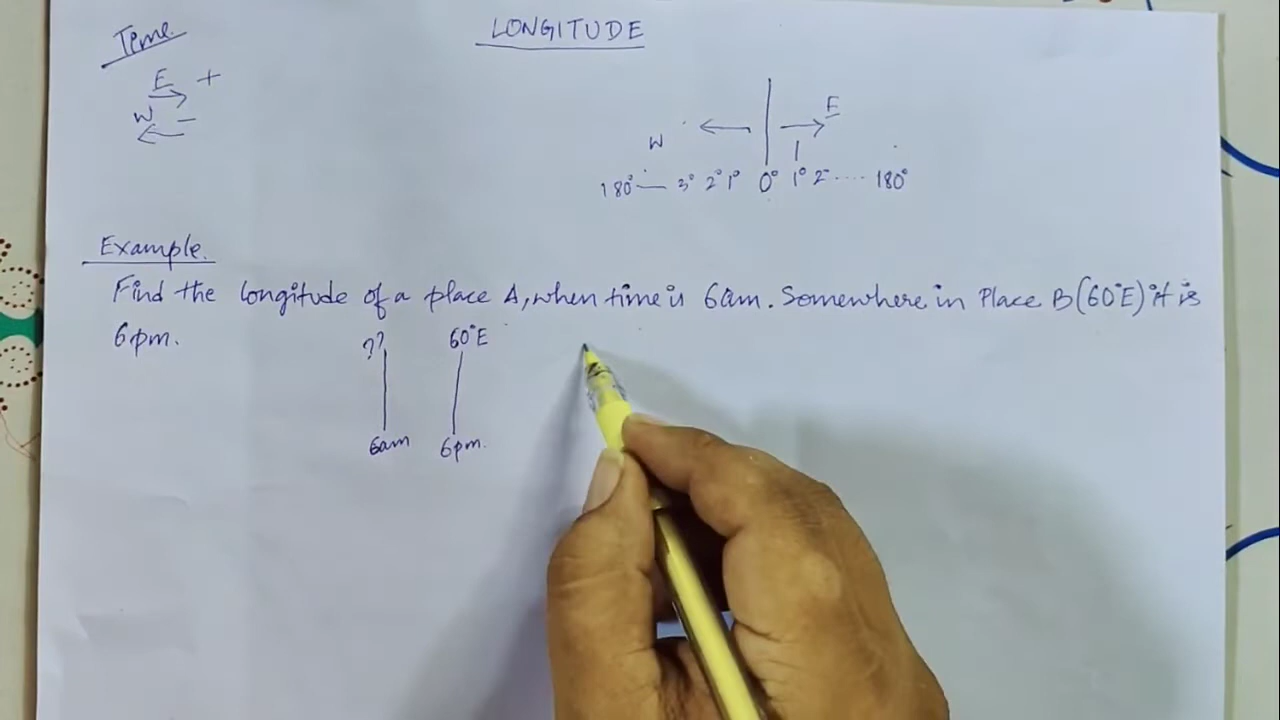 Time
LONGITUDE
E +
W -
E
W
180° — 3° 2° 1° 0° 1° 2° ..... 180°
Example.
Find the longitude of a place A, when time is 6am. Somewhere in Place B (60°E) it is
6pm.
?? 60°E
6am 6pm.